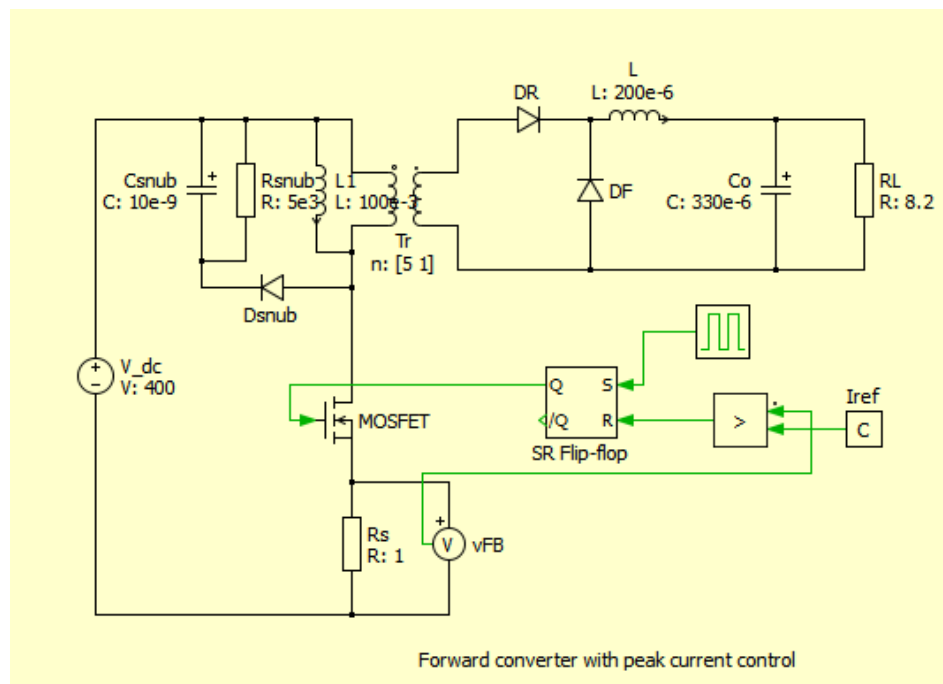 L
L: 200e-6
DR
Csnub
C: 10e-9
Rsnub
R: 5e3
L1
L: 100e-3
Tr
n: [5 1]
DF
Co
C: 330e-6
RL
R: 8.2
Dsnub
V_dc
V: 400
MOSFET
Q
S
/Q
R
SR Flip-flop
>
Iref
C
Rs
R: 1
V
vFB
Forward converter with peak current control